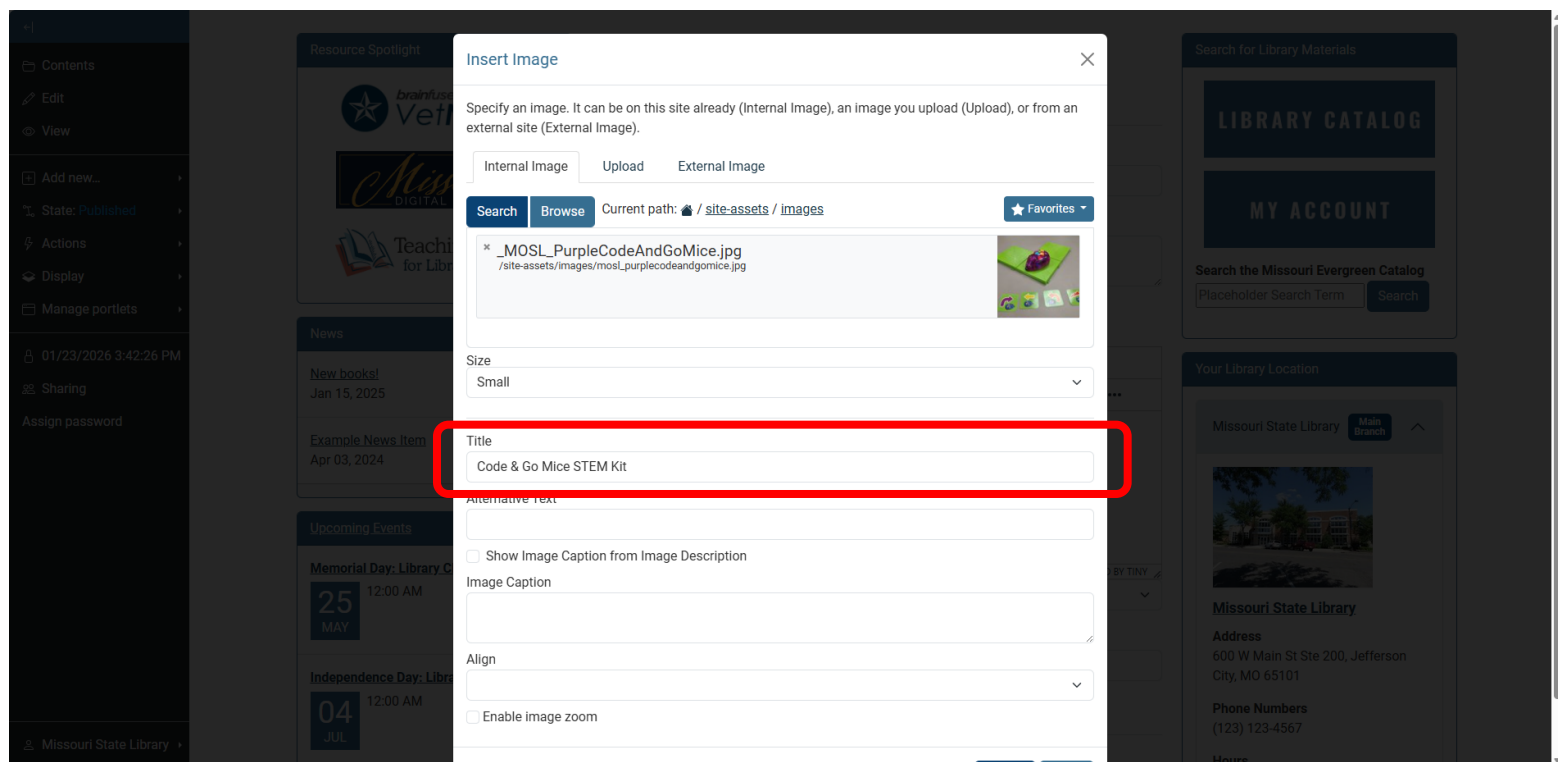 Contents
Edit
View
Add new...
State: Published
Actions
Display
Manage portlets
01/23/2026 3:42:26 PM
Sharing
Assign password
Missouri State Library
Resource Spotlight
brainfuse
DIGITAL
for Libr
News
New books!
Jan 15, 2025
Example News Item
Apr 03, 2024
Upcoming Events
Memorial Day: Library C
25
MAY
12:00 AM
Independence Day: Libra
04
JUL
12:00 AM
Insert Image
Specify an image. It can be on this site already (Internal Image), an image you upload (Upload), or from an
external site (External Image).
Internal Image Upload External Image
Search Browse Current path: / site-assets / images Favorites
_MOSL_PurpleCodeAndGoMice.jpg
/site-assets/images/mosl_purplecodeandgomice.jpg
Size
Small
Title
Code & Go Mice STEM Kit
Alternative Text
Show Image Caption from Image Description
Image Caption
Align
Enable image zoom
BY TINY
Search for Library Materials
LIBRARY CATALOG
MY ACCOUNT
Search the Missouri Evergreen Catalog
Placeholder Search Term Search
Your Library Location
Missouri State Library Main Branch
Missouri State Library
Address
600 W Main St Ste 200, Jefferson
City, MO 65101
Phone Numbers
(123) 123-4567
Hours